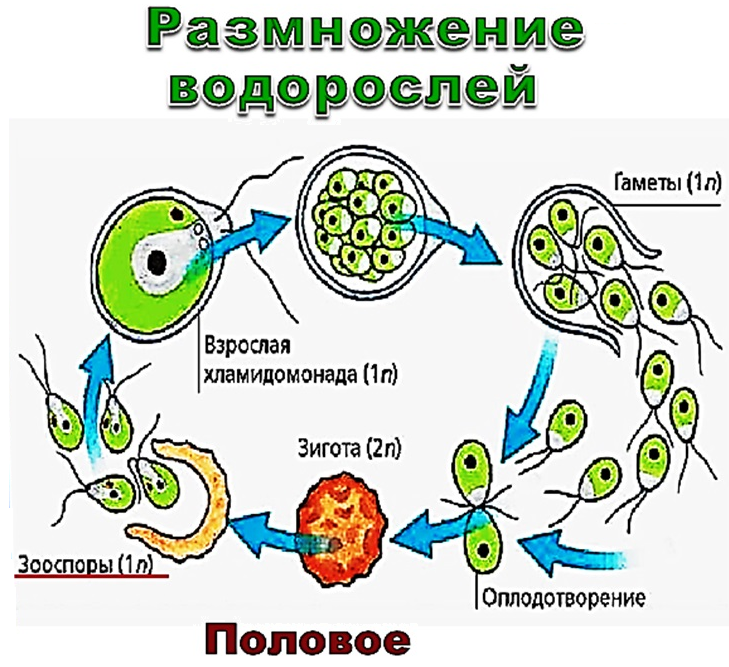 Размножение
водорослей
Гаметы (1n)
Взрослая
хламидомонада (1n)
Зигота (2n)
Зооспоры (1n)
Оплодотворение
Половое